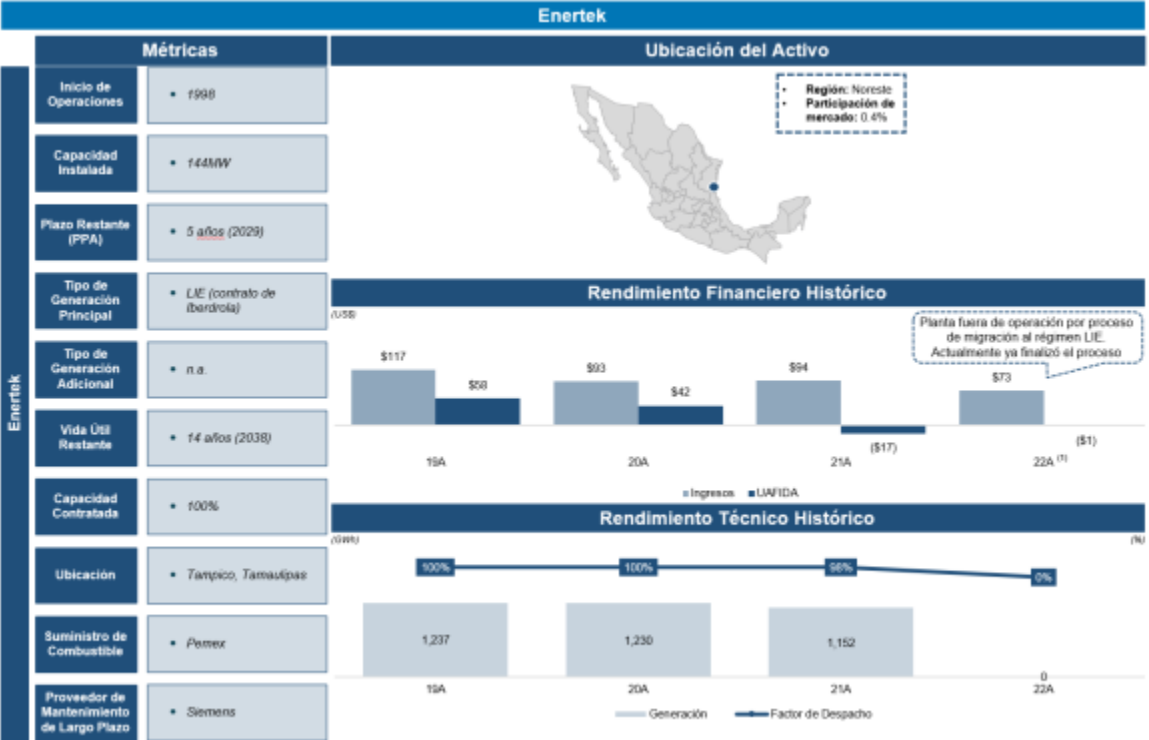 Enertek
Métricas
Enertek
Inicio de
Operaciones
• 1998
Capacidad
Instalada
• 144MW
Plazo Restante
(PPA)
• 5 años (2029)
Tipo de
Generación
Principal
• LIE (contrato de
Iberdrola)
Tipo de
Generación
Adicional
• n.a.
Vida Útil
Restante
• 14 años (2038)
Capacidad
Contratada
• 100%
Ubicación
• Tampico, Tamaulipas
Suministro de
Combustible
• Pemex
Proveedor de
Mantenimiento
de Largo Plazo
• Siemens
Ubicación del Activo
• Región: Noreste
• Participación de
mercado: 0.4%
Rendimiento Financiero Histórico
(US$)
Planta fuera de operación por proceso
de migración al régimen LIE.
Actualmente ya finalizó el proceso
$117 $58 $93 $42 $94 ($17) $73 ($1)
19A 20A 21A 22A (1)
Ingresos UAFIDA
Rendimiento Técnico Histórico
(GWh) (%)
100% 100% 98% 0%
1,237 1,230 1,152 0
19A 20A 21A 22A
Generación Factor de Despacho